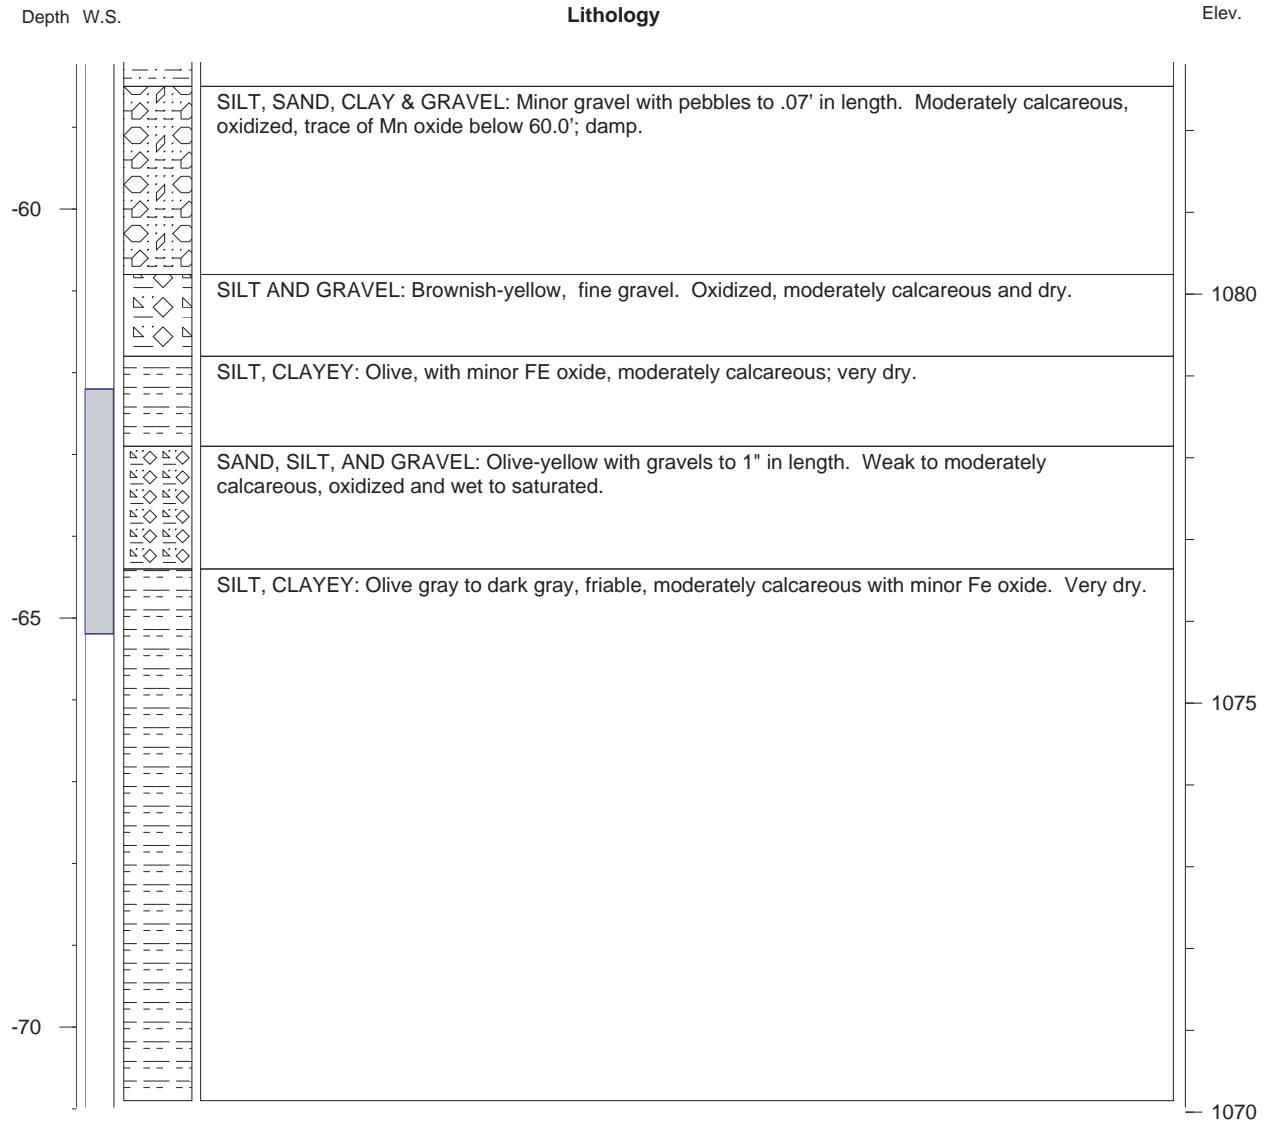 Depth W.S. Lithology Elev.
SILT, SAND, CLAY & GRAVEL: Minor gravel with pebbles to .07' in length. Moderately calcareous,
oxidized, trace of Mn oxide below 60.0'; damp.
-60
SILT AND GRAVEL: Brownish-yellow, fine gravel. Oxidized, moderately calcareous and dry.
1080
SILT, CLAYEY: Olive, with minor FE oxide, moderately calcareous; very dry.
SAND, SILT, AND GRAVEL: Olive-yellow with gravels to 1" in length. Weak to moderately
calcareous, oxidized and wet to saturated.
SILT, CLAYEY: Olive gray to dark gray, friable, moderately calcareous with minor Fe oxide. Very dry.
-65
1075
-70
1070